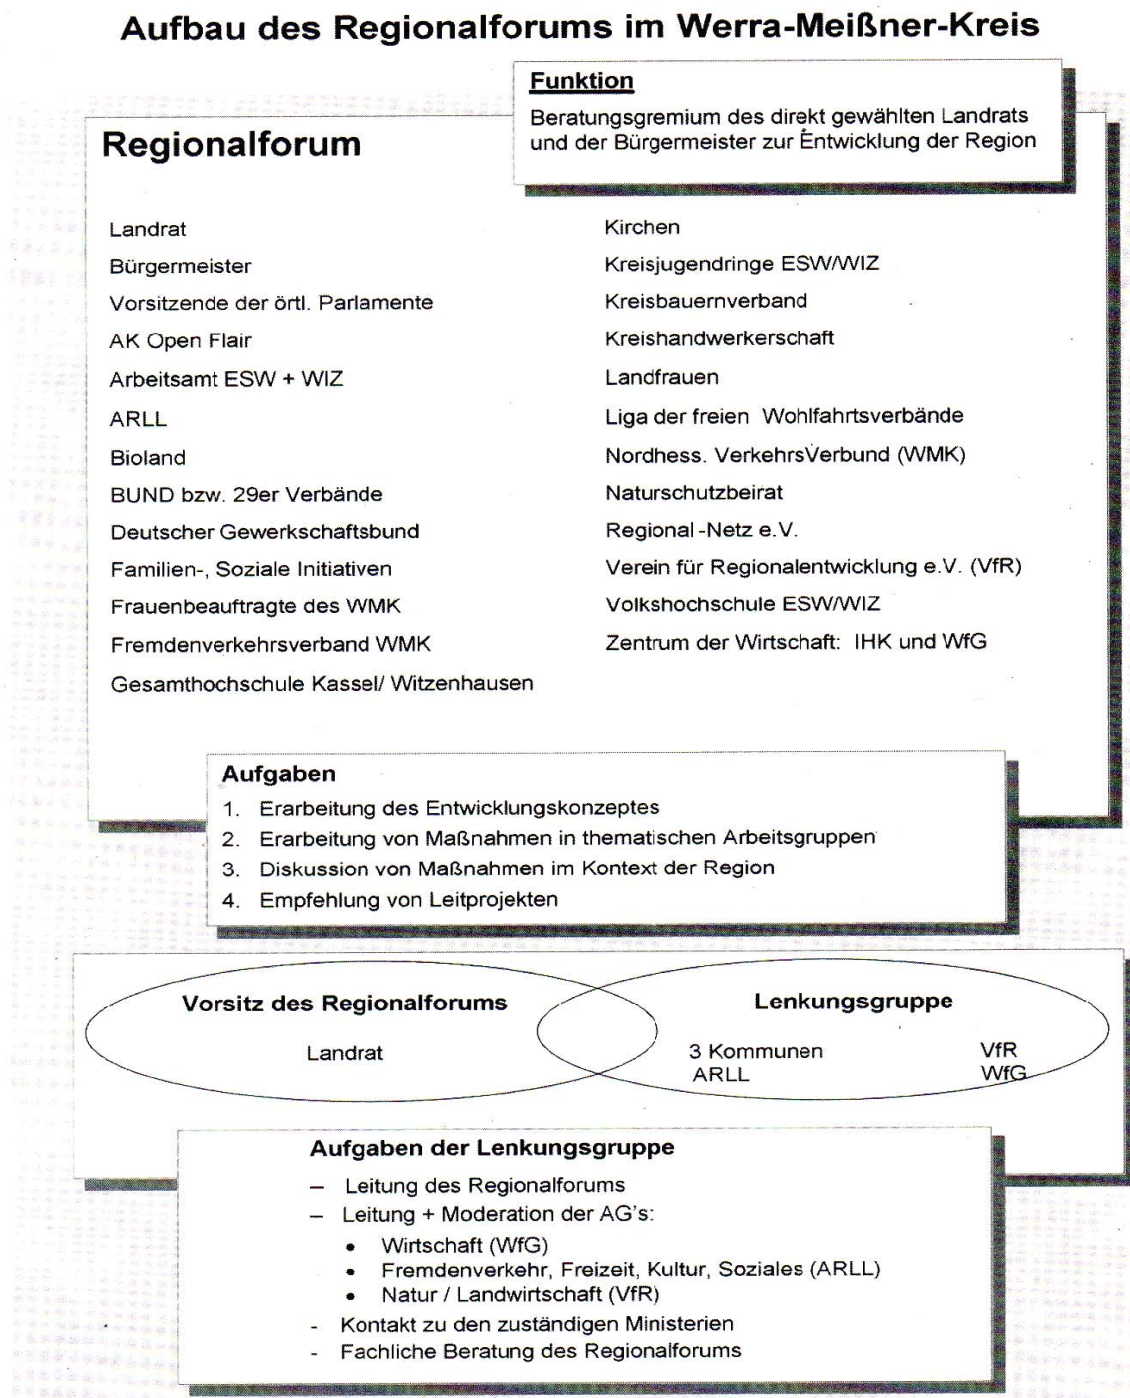 Aufbau des Regionalforums im Werra-Meißner-Kreis
Funktion
Beratungsgremium des direkt gewählten Landrats
und der Bürgermeister zur Entwicklung der Region
Regionalforum
Landrat
Bürgermeister
Vorsitzende der örtl. Parlamente
AK Open Flair
Arbeitsamt ESW + WIZ
ARLL
Bioland
BUND bzw. 29er Verbände
Deutscher Gewerkschaftsbund
Familien-, Soziale Initiativen
Frauenbeauftragte des WMK
Fremdenverkehrsverband WMK
Gesamthochschule Kassel/ Witzenhausen
Kirchen
Kreisjugendringe ESW/WIZ
Kreisbauernverband
Kreishandwerkerschaft
Landfrauen
Liga der freien Wohlfahrtsverbände
Nordhess. VerkehrsVerbund (WMK)
Naturschutzbeirat
Regional-Netz e.V.
Verein für Regionalentwicklung e.V. (VfR)
Volkshochschule ESW/WIZ
Zentrum der Wirtschaft: IHK und WfG
Aufgaben
1. Erarbeitung des Entwicklungskonzeptes
2. Erarbeitung von Maßnahmen in thematischen Arbeitsgruppen
3. Diskussion von Maßnahmen im Kontext der Region
4. Empfehlung von Leitprojekten
Vorsitz des Regionalforums
Landrat
Lenkungsgruppe
3 Kommunen VfR
ARLL WfG
Aufgaben der Lenkungsgruppe
– Leitung des Regionalforums
– Leitung + Moderation der AG's:
• Wirtschaft (WfG)
• Fremdenverkehr, Freizeit, Kultur, Soziales (ARLL)
• Natur / Landwirtschaft (VfR)
- Kontakt zu den zuständigen Ministerien
- Fachliche Beratung des Regionalforums